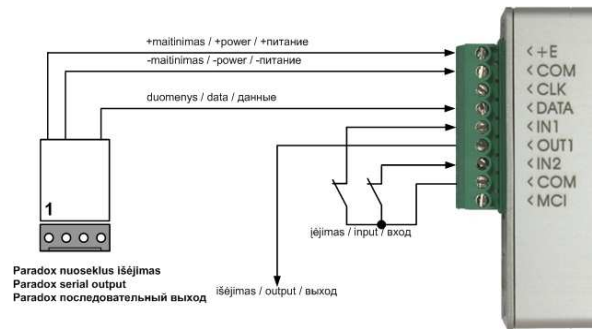 +maitinimas / +power / +питание
-maitinimas / -power / -питание
duomenys / data / данные
<+E
<COM
<CLK
<DATA
<IN1
<OUT1
<IN2
<COM
<MCI
1
įėjimas / input / вход
Paradox nuoseklus išėjimas
Paradox serial output
Paradox последовательный выход
išėjimas / output / выход